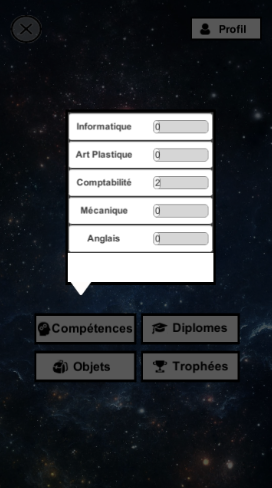 Profil
Informatique 0
Art Plastique 0
Comptabilité 2
Mécanique 0
Anglais 0
Compétences Diplomes
Objets Trophées